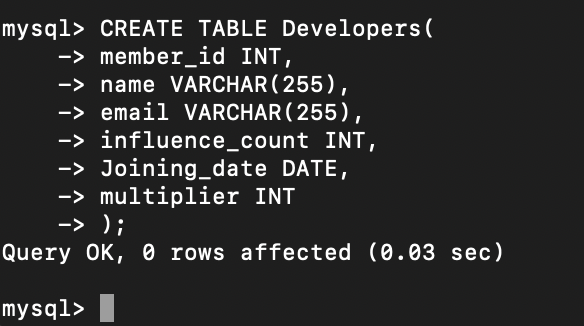 mysql> CREATE TABLE Developers(
    -> member_id INT,
    -> name VARCHAR(255),
    -> email VARCHAR(255),
    -> influence_count INT,
    -> Joining_date DATE,
    -> multiplier INT
    -> );
Query OK, 0 rows affected (0.03 sec)
mysql>